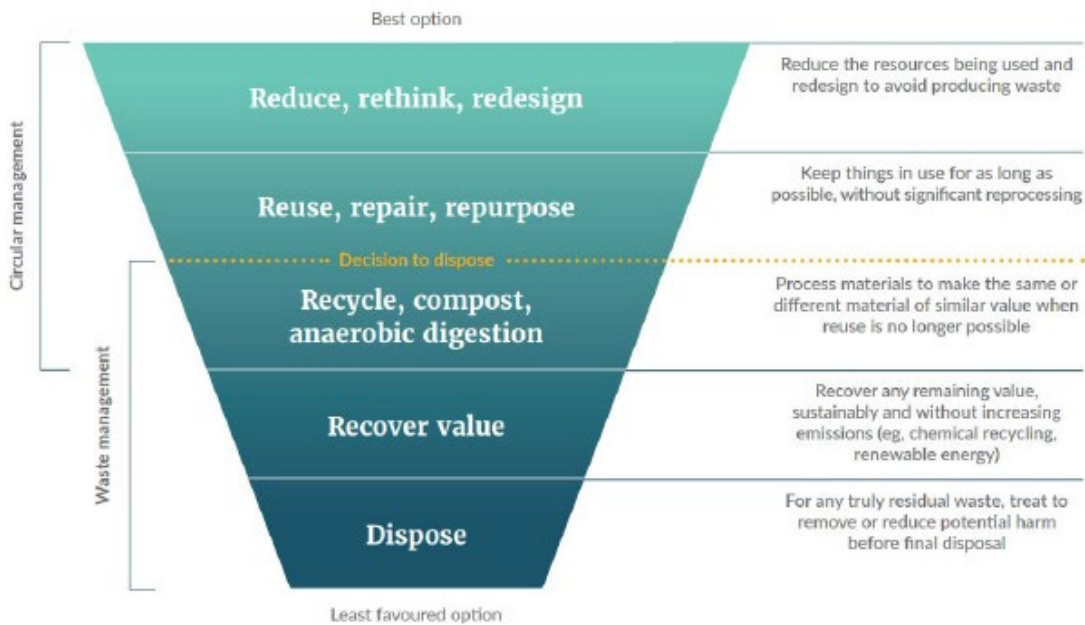 Best option
Circular management
Waste management
Reduce, rethink, redesign
Reduce the resources being used and
redesign to avoid producing waste
Reuse, repair, repurpose
Keep things in use for as long as
possible, without significant reprocessing
Decision to dispose
Recycle, compost,
anaerobic digestion
Process materials to make the same or
different material of similar value when
reuse is no longer possible
Recover value
Recover any remaining value,
sustainably and without increasing
emissions (eg, chemical recycling,
renewable energy)
Dispose
For any truly residual waste, treat to
remove or reduce potential harm
before final disposal
Least favoured option